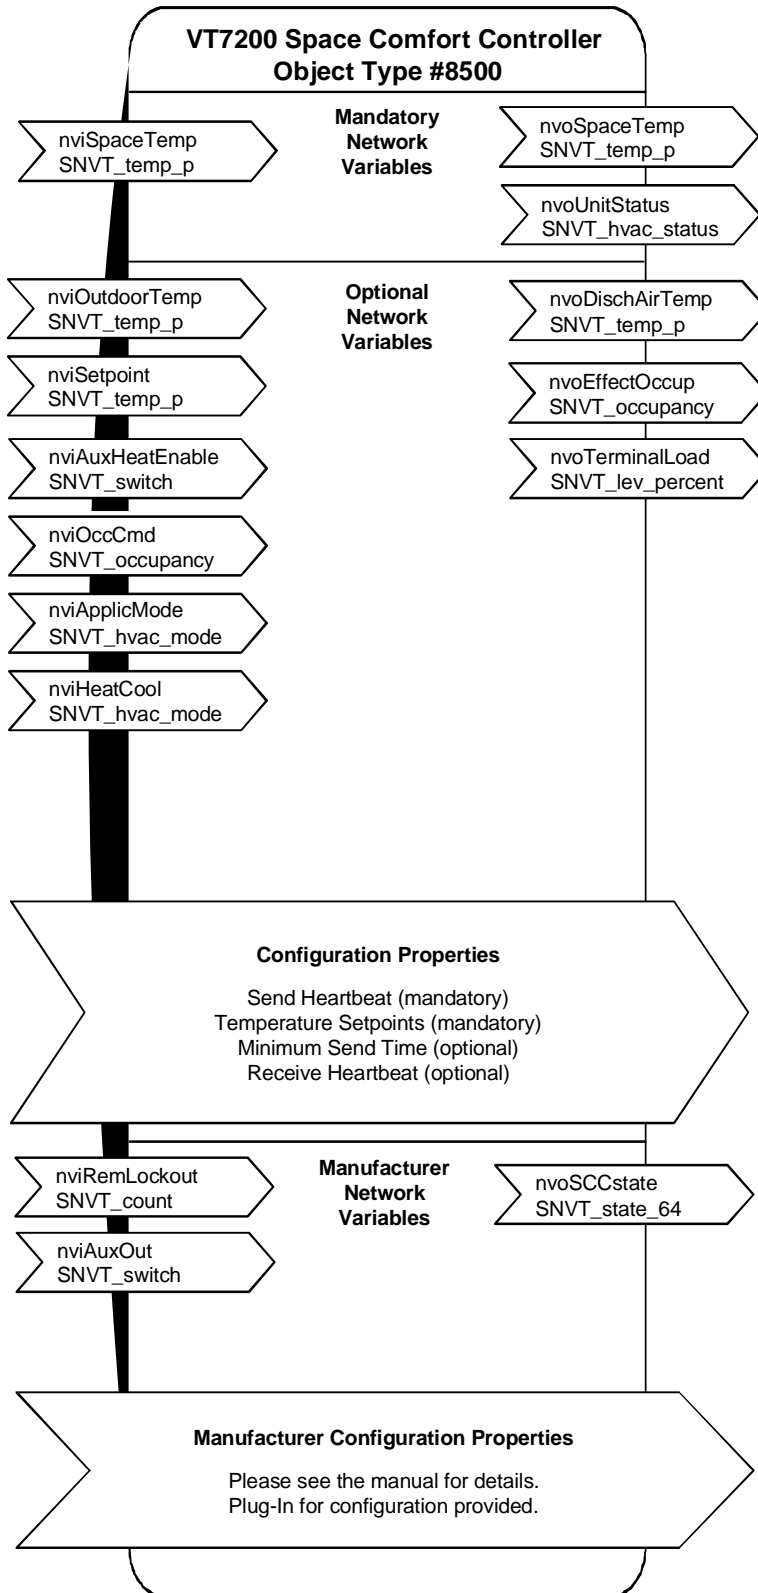 VT7200 Space Comfort Controller
Object Type #8500
Mandatory
Network
Variables
nviSpaceTemp
SNVT_temp_p
nvoSpaceTemp
SNVT_temp_p
nvoUnitStatus
SNVT_hvac_status
Optional
Network
Variables
nviOutdoorTemp
SNVT_temp_p
nviSetpoint
SNVT_temp_p
nviAuxHeatEnable
SNVT_switch
nviOccCmd
SNVT_occupancy
nviApplicMode
SNVT_hvac_mode
nviHeatCool
SNVT_hvac_mode
nvoDischAirTemp
SNVT_temp_p
nvoEffectOccup
SNVT_occupancy
nvoTerminalLoad
SNVT_lev_percent
Configuration Properties
Send Heartbeat (mandatory)
Temperature Setpoints (mandatory)
Minimum Send Time (optional)
Receive Heartbeat (optional)
Manufacturer
Network
Variables
nviRemLockout
SNVT_count
nviAuxOut
SNVT_switch
nvoSCCstate
SNVT_state_64
Manufacturer Configuration Properties
Please see the manual for details.
Plug-In for configuration provided.